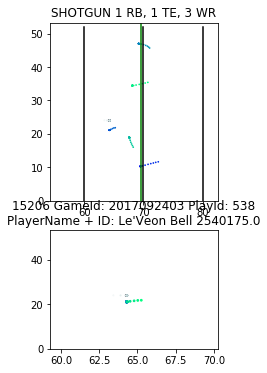 SHOTGUN 1 RB, 1 TE, 3 WR
50
40
30
20
10
0
60 70 80
15206 GameId: 2017092403 PlayId: 538
PlayerName + ID: Le'Veon Bell 2540175.0
40
20
0
60.0 62.5 65.0 67.5 70.0